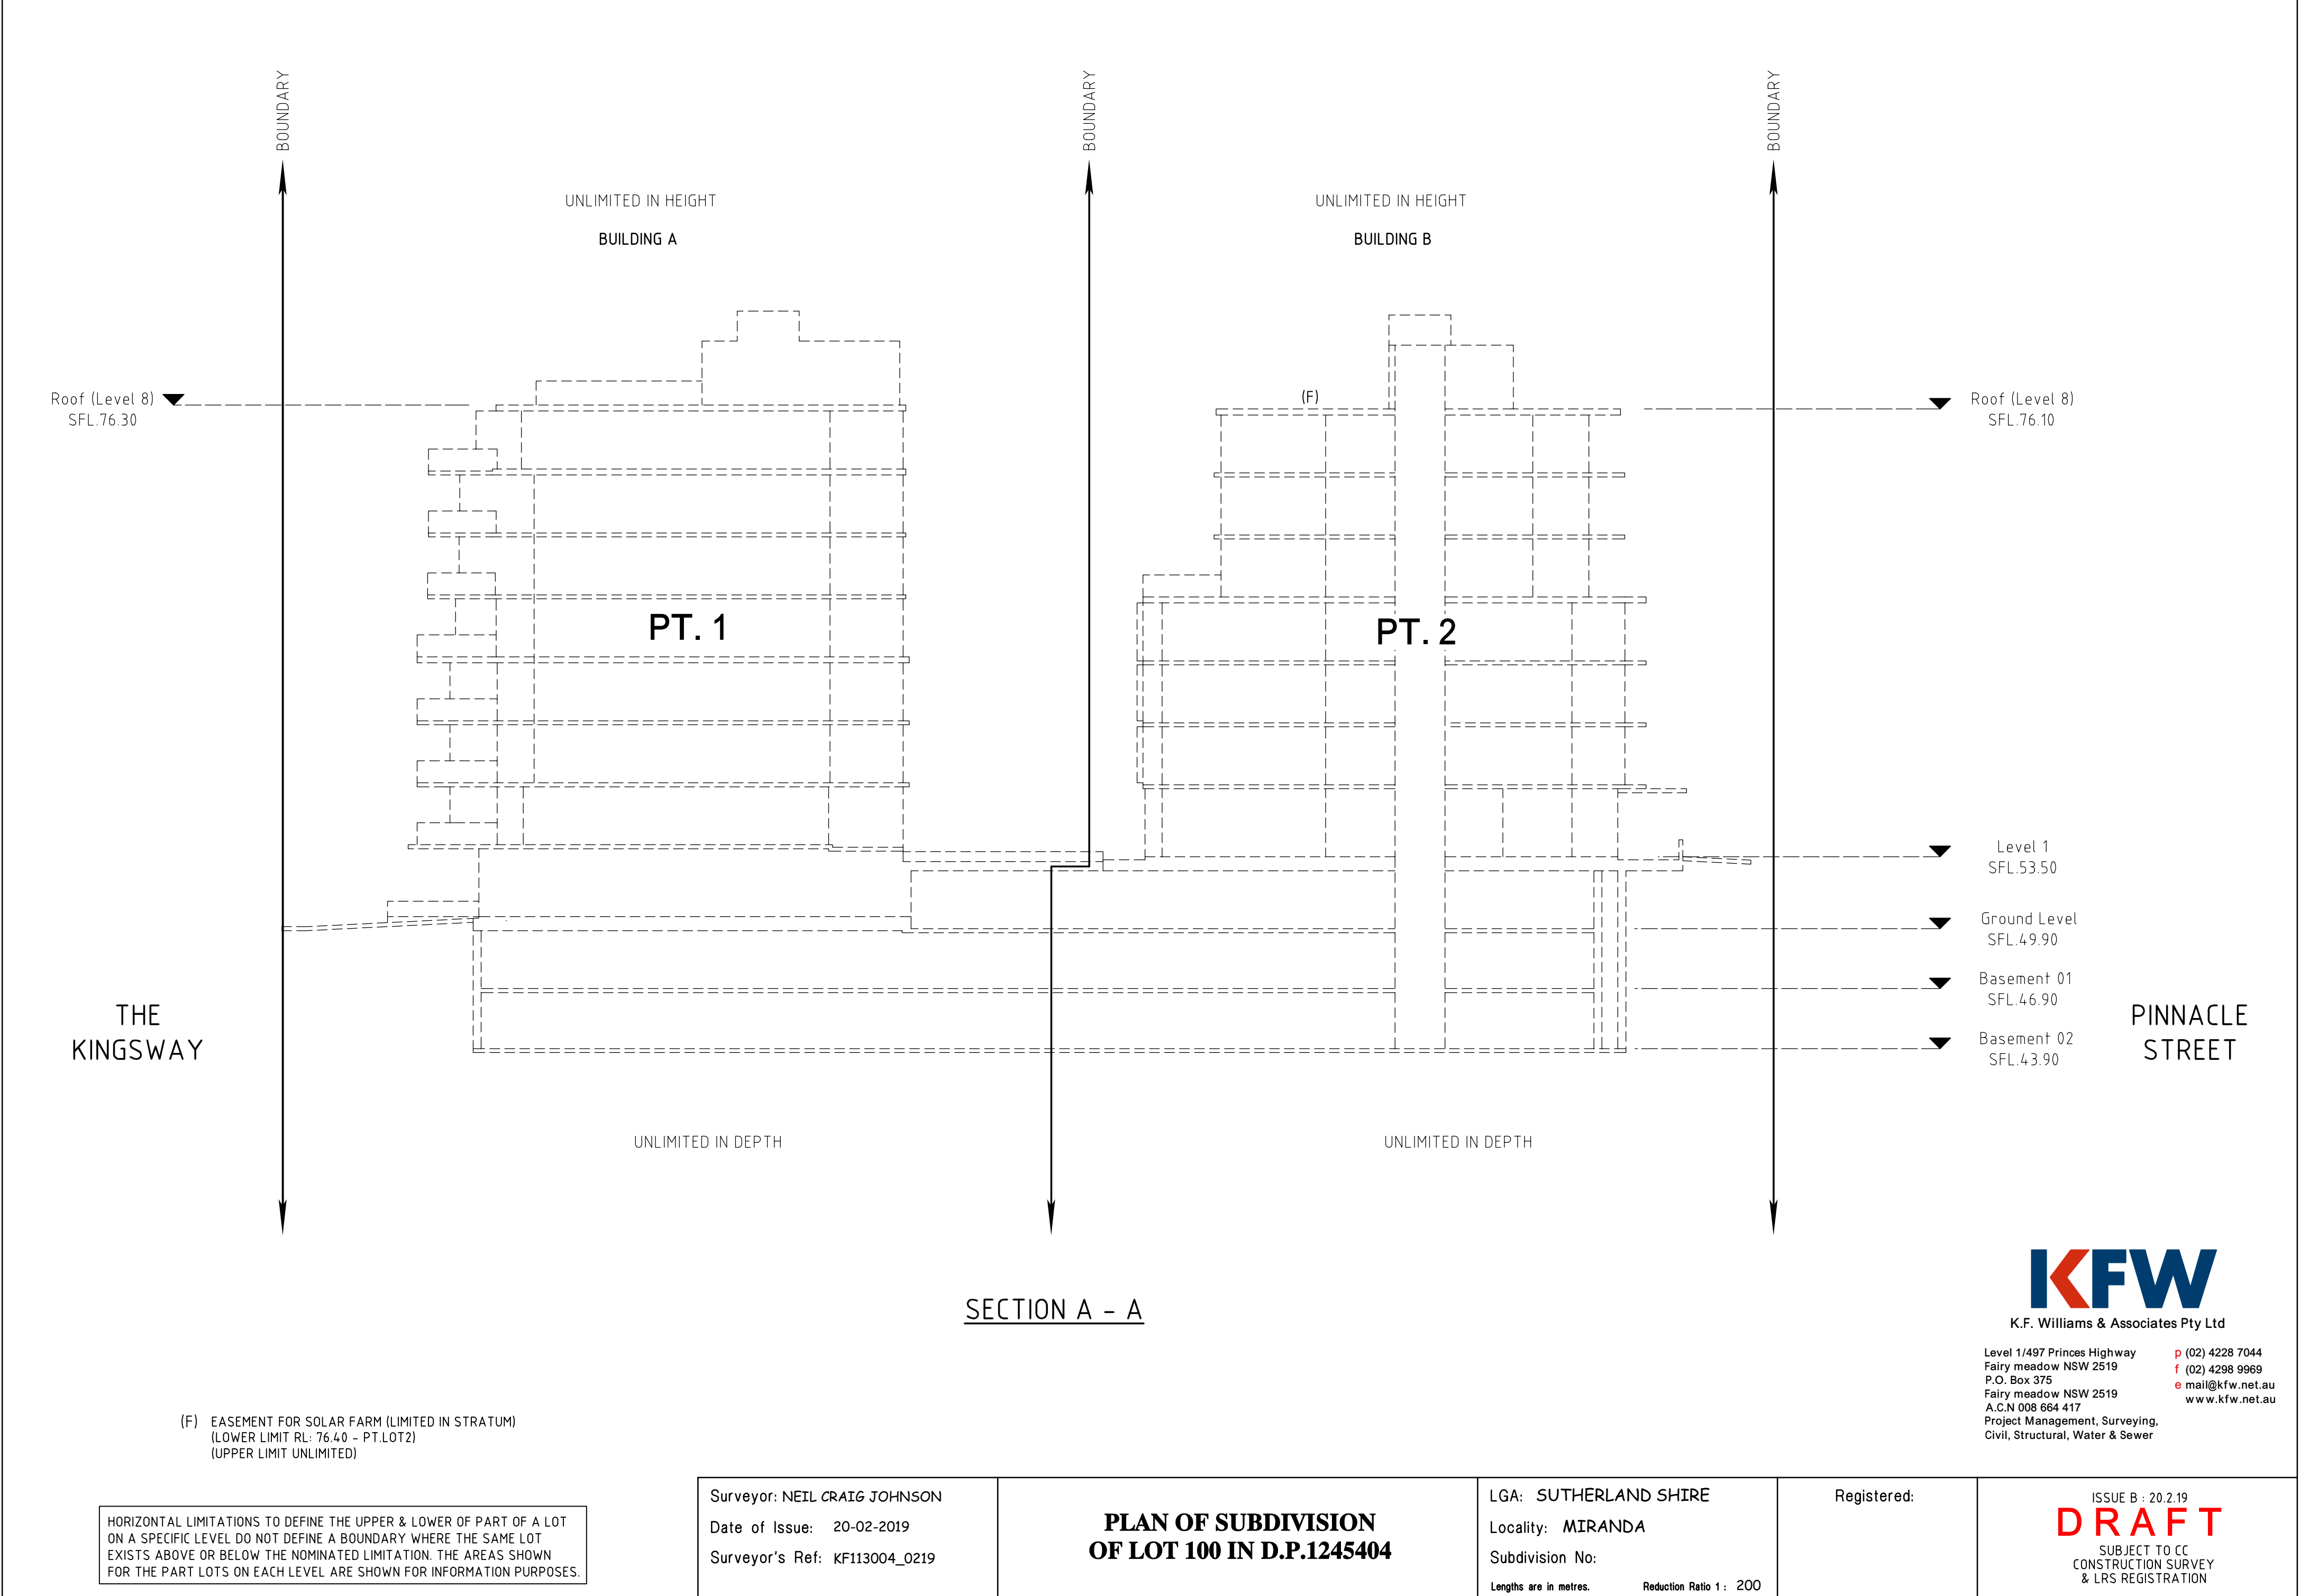 BOUNDARY
BOUNDARY
BOUNDARY
UNLIMITED IN HEIGHT
BUILDING A
UNLIMITED IN HEIGHT
BUILDING B
Roof (Level 8)
SFL.76.30
(F)
Roof (Level 8)
SFL.76.10
PT. 1
PT. 2
Level 1
SFL.53.50
Ground Level
SFL.49.90
Basement 01
SFL.46.90
Basement 02
SFL.43.90
THE
KINGSWAY
PINNACLE
STREET
UNLIMITED IN DEPTH
UNLIMITED IN DEPTH
SECTION A - A
KFW
K.F. Williams & Associates Pty Ltd
Level 1/497 Princes Highway
Fairy meadow NSW 2519
P.O. Box 375
Fairy meadow NSW 2519
A.C.N 008 664 417
Project Management, Surveying,
Civil, Structural, Water & Sewer
p (02) 4228 7044
f (02) 4298 9969
e mail@kfw.net.au
www.kfw.net.au
(F) EASEMENT FOR SOLAR FARM (LIMITED IN STRATUM)
(LOWER LIMIT RL: 76.40 - PT.LOT2)
(UPPER LIMIT UNLIMITED)
HORIZONTAL LIMITATIONS TO DEFINE THE UPPER & LOWER OF PART OF A LOT
ON A SPECIFIC LEVEL DO NOT DEFINE A BOUNDARY WHERE THE SAME LOT
EXISTS ABOVE OR BELOW THE NOMINATED LIMITATION. THE AREAS SHOWN
FOR THE PART LOTS ON EACH LEVEL ARE SHOWN FOR INFORMATION PURPOSES.
Surveyor: NEIL CRAIG JOHNSON
Date of Issue: 20-02-2019
Surveyor's Ref: KF113004_0219
PLAN OF SUBDIVISION
OF LOT 100 IN D.P.1245404
LGA: SUTHERLAND SHIRE
Locality: MIRANDA
Subdivision No:
Lengths are in metres. Reduction Ratio 1 : 200
Registered:
ISSUE B : 20.2.19
DRAFT
SUBJECT TO CC
CONSTRUCTION SURVEY
& LRS REGISTRATION